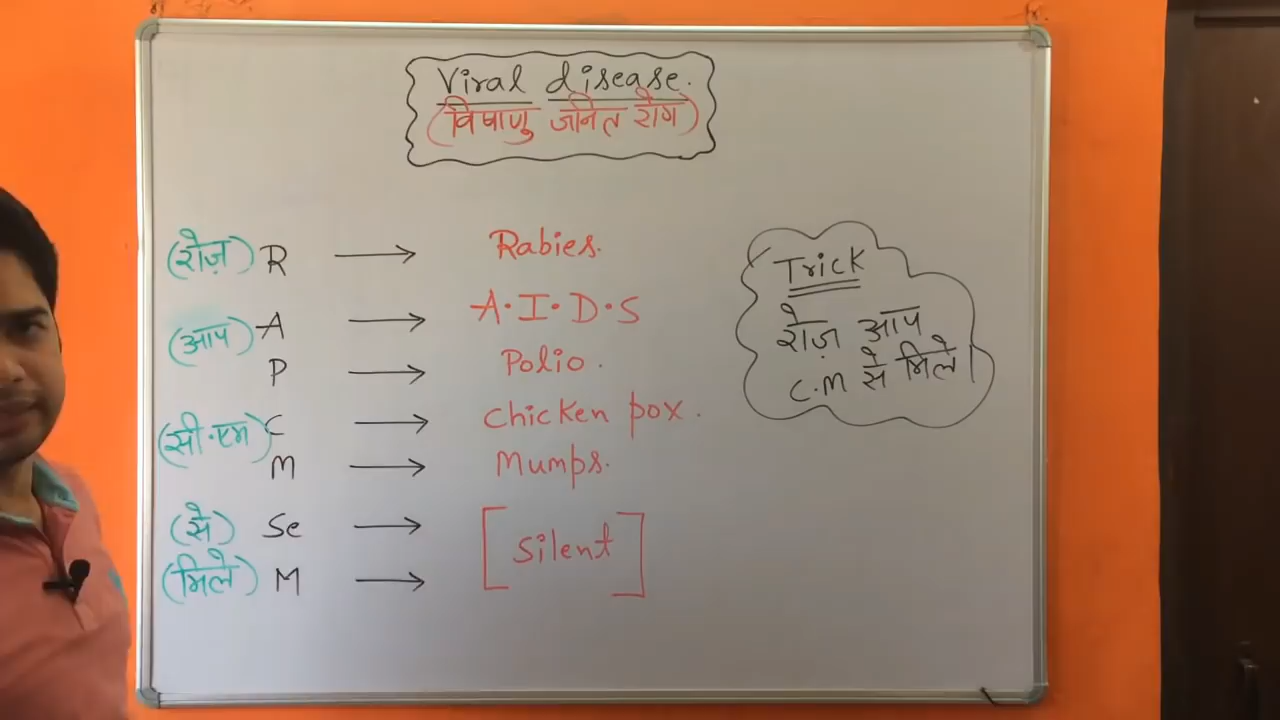 Viral disease.
(विषाणु जनित रोग)
(रोज़) R → Rabies.
(आप) A → A.I.D.S
P → Polio.
(सी.एम) C → Chicken pox.
M → Mumps.
(से) Se → [Silent]
(मिले) M →
Trick
रोज़ आप
C.M से मिले।